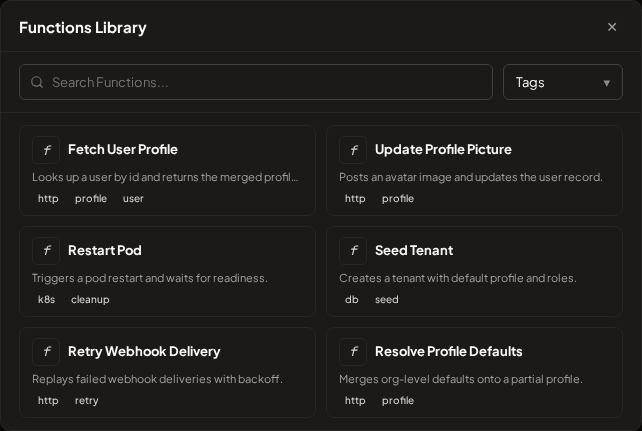 Functions Library ×
Search Functions... Tags ▾
f Fetch User Profile
Looks up a user by id and returns the merged profil...
http profile user
f Update Profile Picture
Posts an avatar image and updates the user record.
http profile
f Restart Pod
Triggers a pod restart and waits for readiness.
k8s cleanup
f Seed Tenant
Creates a tenant with default profile and roles.
db seed
f Retry Webhook Delivery
Replays failed webhook deliveries with backoff.
http retry
f Resolve Profile Defaults
Merges org-level defaults onto a partial profile.
http profile